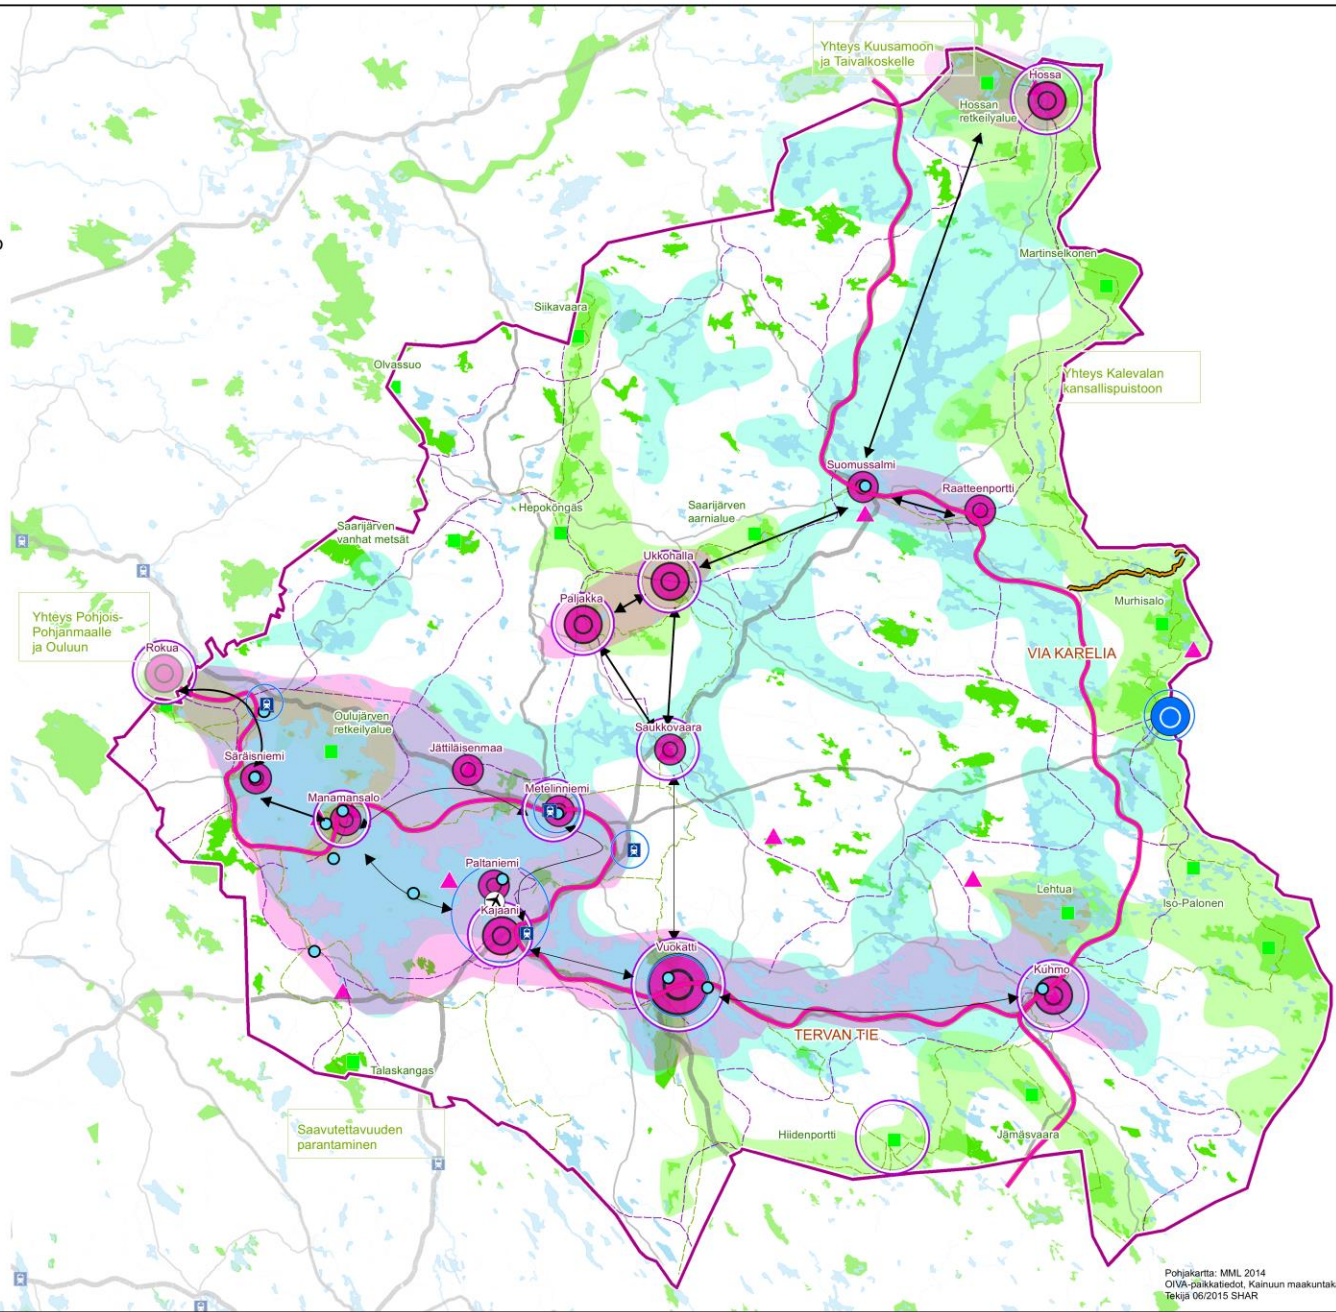 Yhteys Kuusamoon
ja Taivalkoskelle
Hossa
Hossan
retkeilyalue
Martinselkonen
Siikavaara
Olvassuo
Yhteys Kalevalan
kansallispuistoon
Suomussalmi
Raatteenportti
Hepoköngäs
Saarijärven
aarnialue
Saarijärven
vanhat metsät
Ukkohalla
Paljakka
Murhisalo
Yhteys Pohjois-
Pohjanmaalle
ja Ouluun
Rokua
VIA KARELIA
Oulujärven
retkeilyalue
Saukkovaara
Jättiläisenmaa
Säräisniemi
Manamansalo
Metelinniemi
Paltaniemi
Kajaani
Lehtua
Iso-Palonen
Vuokatti
Kuhmo
TERVAN TIE
Talaskangas
Saavutettavuuden
parantaminen
Hiidenportti
Jämäsvaara
Pohjakartta: MML 2014
OIVA-paikkatiedot, Kainuun maakuntaka
Tekijä 06/2015 SHAR